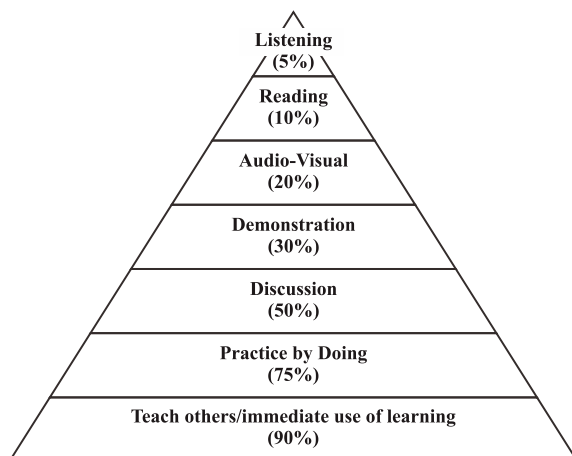 Listening
(5%)
Reading
(10%)
Audio-Visual
(20%)
Demonstration
(30%)
Discussion
(50%)
Practice by Doing
(75%)
Teach others/immediate use of learning
(90%)